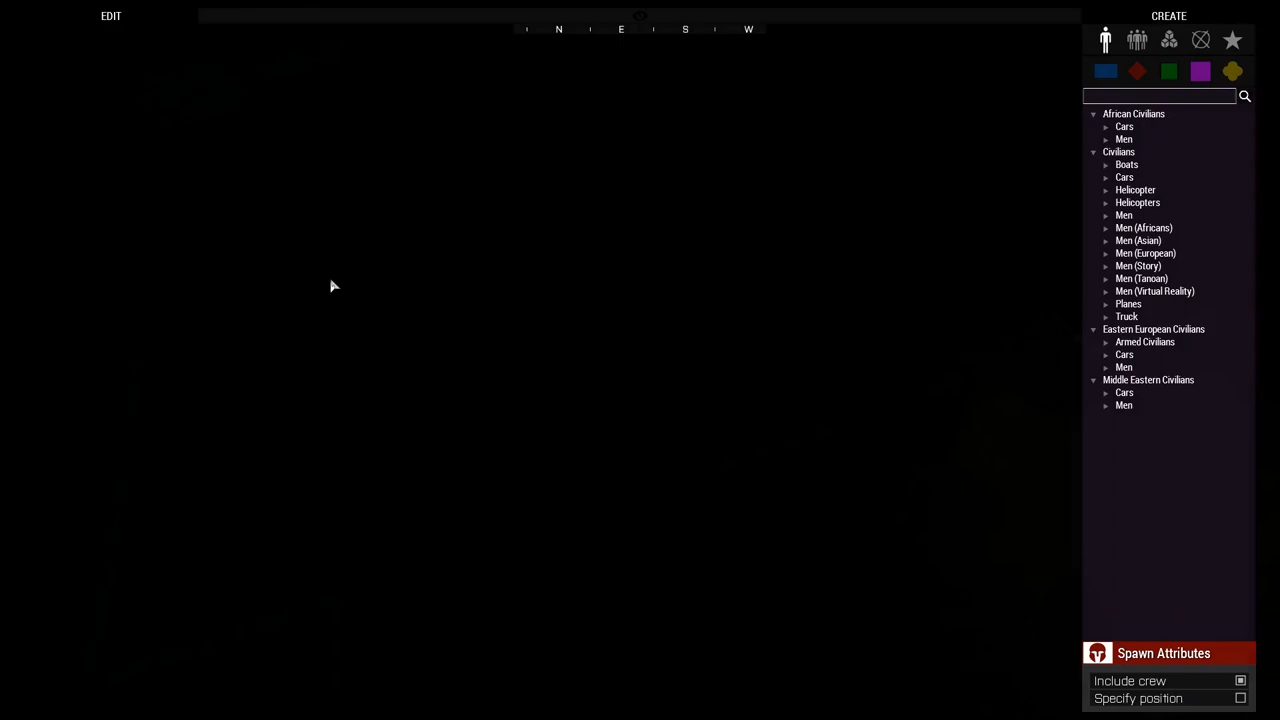 EDIT
CREATE
N E S W
African Civilians
Cars
Men
Civilians
Boats
Cars
Helicopter
Helicopters
Men
Men (Africans)
Men (Asian)
Men (European)
Men (Story)
Men (Tanoan)
Men (Virtual Reality)
Planes
Truck
Eastern European Civilians
Armed Civilians
Cars
Men
Middle Eastern Civilians
Cars
Men
Spawn Attributes
Include crew
Specify position